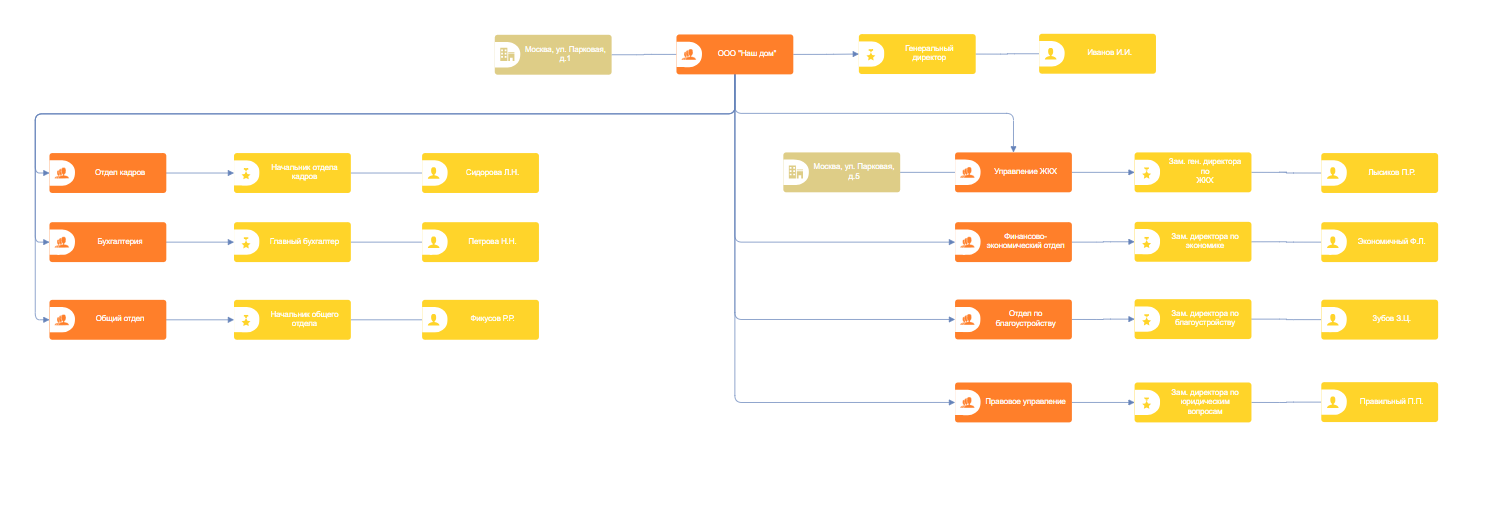 Москва, ул. Парковая,
д.1
ООО "Наш дом"
Генеральный
директор
Иванов И.И.
Отдел кадров
Начальник отдела
кадров
Сидорова Л.Н.
Москва, ул. Парковая,
д.5
Управление ЖКХ
Зам. ген. директора
по
ЖКХ
Лысиков П.Р.
Бухгалтерия
Главный бухгалтер
Петрова Н.Н.
Финансово-
экономический отдел
Зам. директора по
экономике
Экономичный Ф.Л.
Общий отдел
Начальник общего
отдела
Фикусов Р.Р.
Отдел по
благоустройству
Зам. директора по
благоустройству
Зубов З.Ц.
Правовое управление
Зам. директора по
юридическим
вопросам
Правильный П.П.